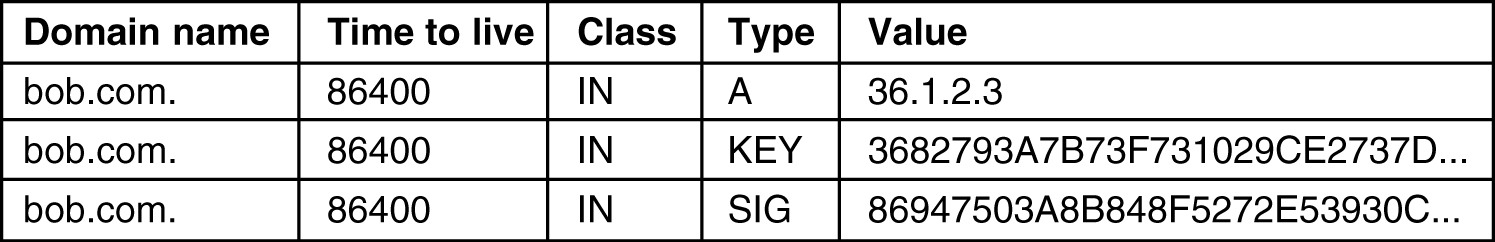 Domain name Time to live Class Type Value
bob.com. 86400 IN A 36.1.2.3
bob.com. 86400 IN KEY 3682793A7B73F731029CE2737D...
bob.com. 86400 IN SIG 86947503A8B848F5272E53930C...